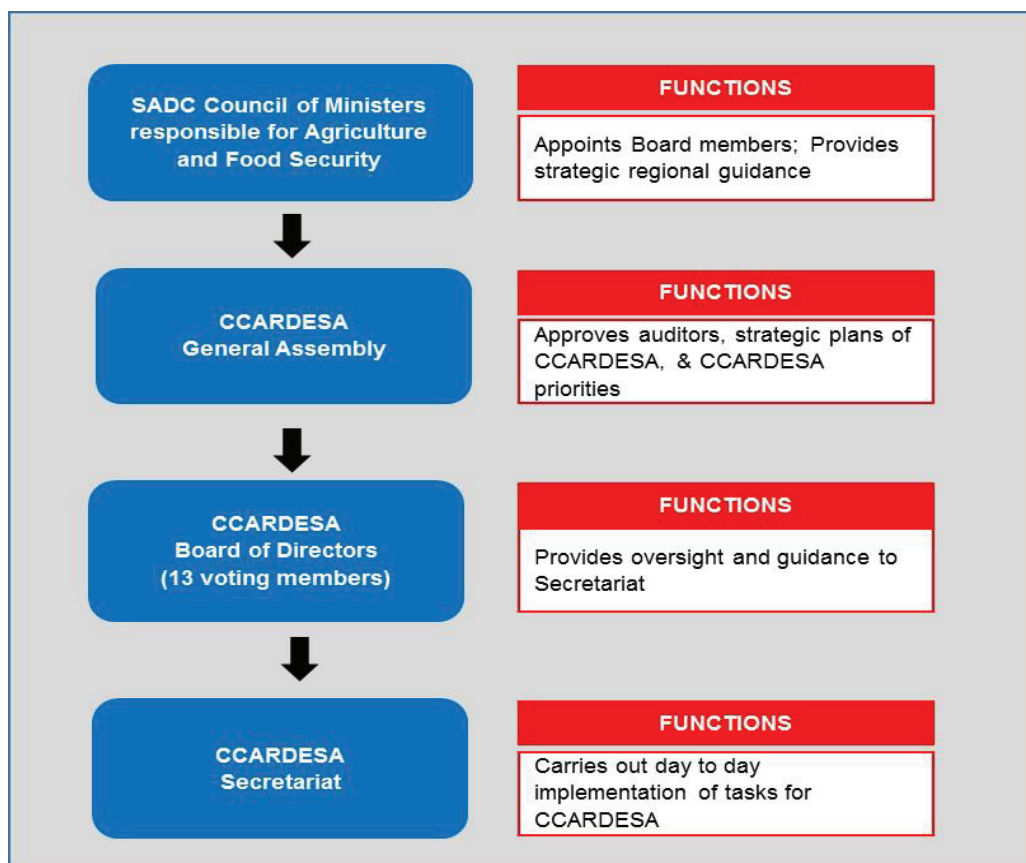 SADC Council of Ministers
responsible for Agriculture
and Food Security
FUNCTIONS
Appoints Board members; Provides
strategic regional guidance
CCARDESA
General Assembly
FUNCTIONS
Approves auditors, strategic plans of
CCARDESA, & CCARDESA
priorities
CCARDESA
Board of Directors
(13 voting members)
FUNCTIONS
Provides oversight and guidance to
Secretariat
CCARDESA
Secretariat
FUNCTIONS
Carries out day to day
implementation of tasks for
CCARDESA